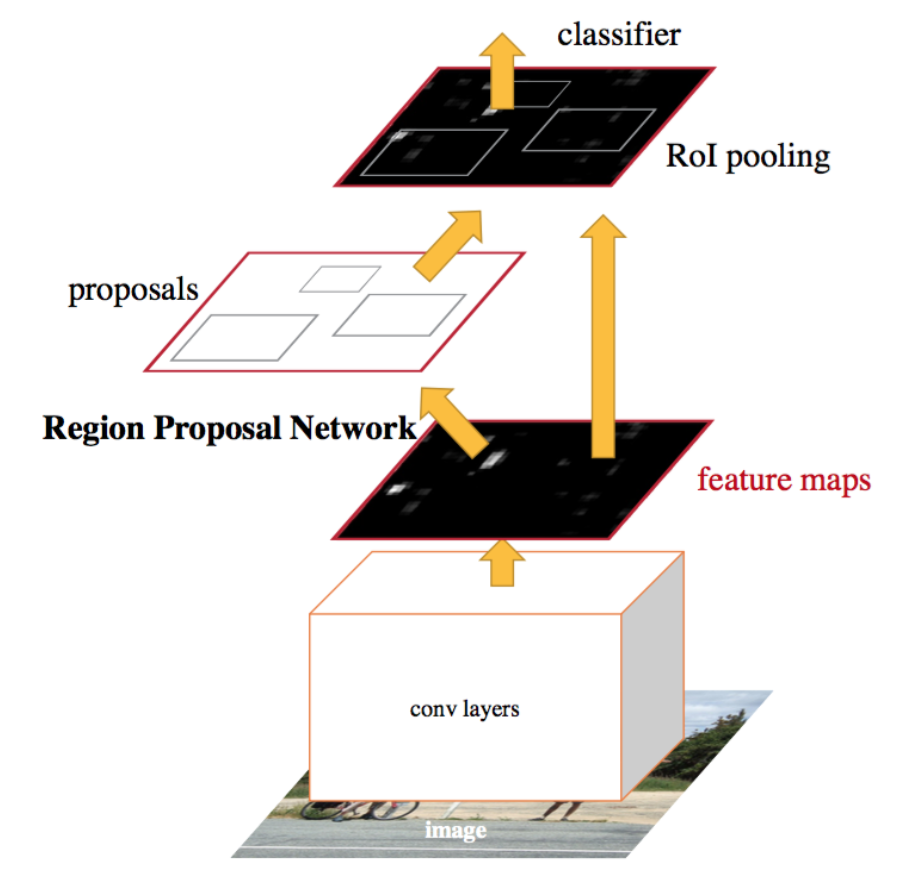 classifier
RoI pooling
proposals
Region Proposal Network
feature maps
conv layers
image